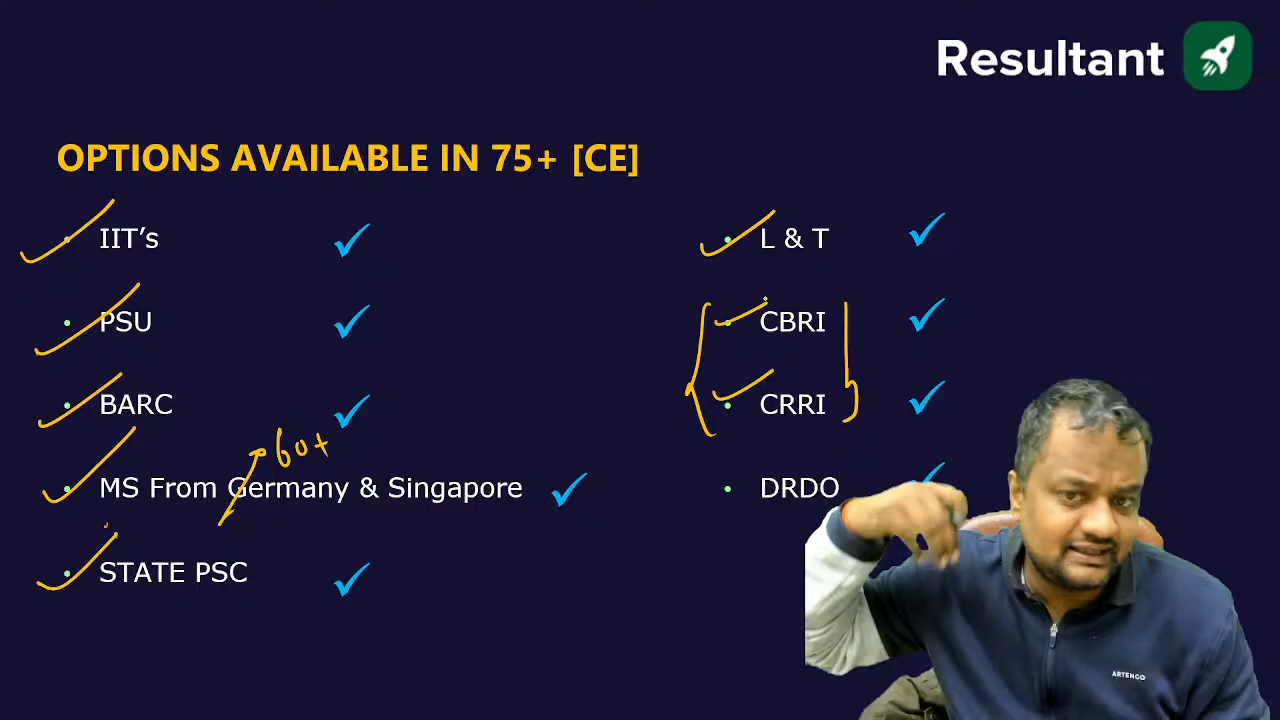 Resultant
OPTIONS AVAILABLE IN 75+ [CE]
IIT's
PSU
BARC
60+
MS From Germany & Singapore
STATE PSC
L & T
CBRI
CRRI
DRDO
ARTENGO